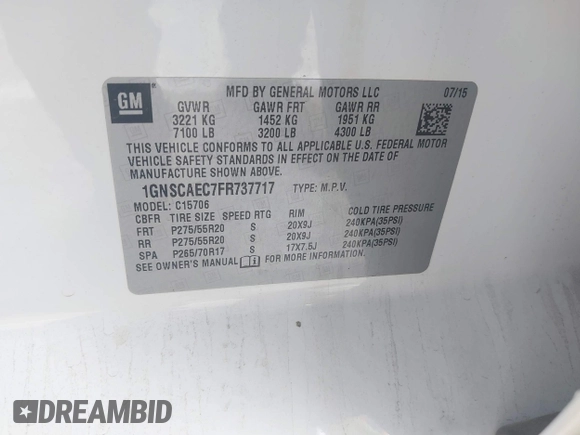 GM
MFD BY GENERAL MOTORS LLC 07/15
GVWR GAWR FRT GAWR RR
3221 KG 1452 KG 1951 KG
7100 LB 3200 LB 4300 LB
THIS VEHICLE CONFORMS TO ALL APPLICABLE U.S. FEDERAL MOTOR
VEHICLE SAFETY STANDARDS IN EFFECT ON THE DATE OF
MANUFACTURE SHOWN ABOVE.
1GNSCAEC7FR737717 TYPE: M.P.V.
MODEL: C15706
CBFR TIRE SIZE SPEED RTG RIM COLD TIRE PRESSURE
FRT P275/55R20 S 20X9J 240KPA(35PSI)
RR P275/55R20 S 20X9J 240KPA(35PSI)
SPA P265/70R17 S 17X7.5J 240KPA(35PSI)
SEE OWNER'S MANUAL FOR MORE INFORMATION.
DREAMBID